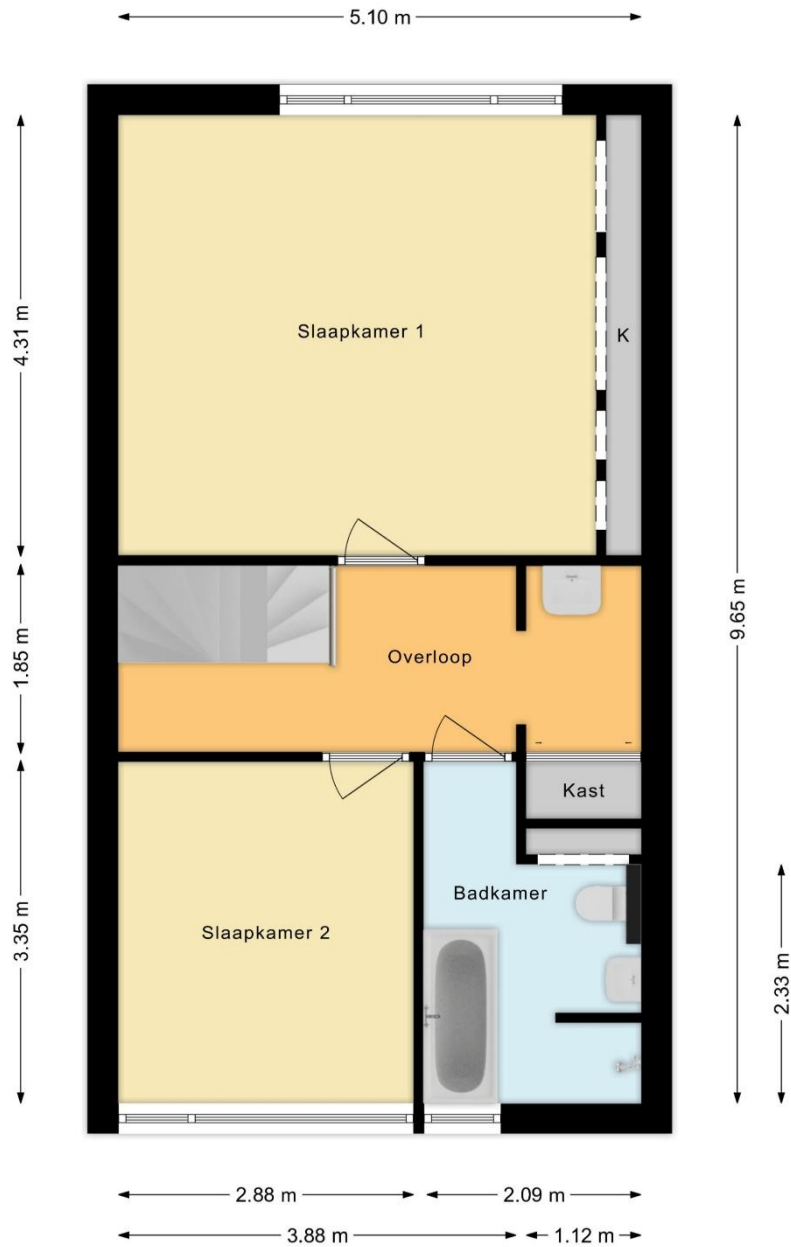 5.10 m
4.31 m
Slaapkamer 1
K
9.65 m
1.85 m
Overloop
Kast
3.35 m
Slaapkamer 2
Badkamer
2.33 m
2.88 m
2.09 m
3.88 m
1.12 m